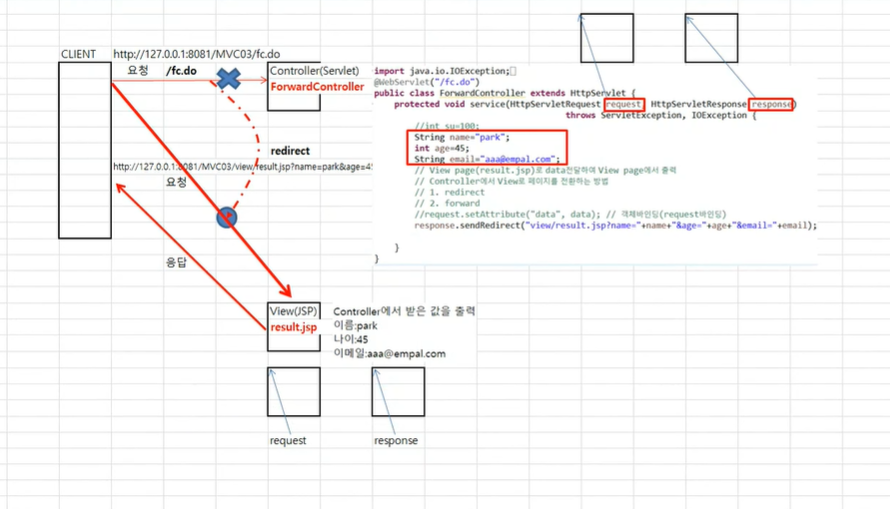 CLIENT
http://127.0.0.1:8081/MVC03/fc.do
요청
/fc.do
Controller(Servlet)
ForwardController
redirect
http://127.0.0.1:8081/MVC03/view/result.jsp?name=park&age=45
요청
응답
import java.io.IOException;
@WebServlet("/fc.do")
public class ForwardController extends HttpServlet {
protected void service(HttpServletRequest request, HttpServletResponse response)
throws ServletException, IOException {
//int su=100;
String name="park";
int age=45;
String email="aaa@empal.com";
// View page(result.jsp)로 data전달하여 View page에서 출력
// Controller에서 View로 페이지를 전환하는 방법
// 1. redirect
// 2. forward
//request.setAttribute("data", data); // 객체바인딩(request바인딩)
response.sendRedirect("view/result.jsp?name="+name+"&age="+age+"&email="+email);
}
}
View(JSP)
result.jsp
Controller에서 받은 값을 출력
이름:park
나이:45
이메일:aaa@empal.com
request
response